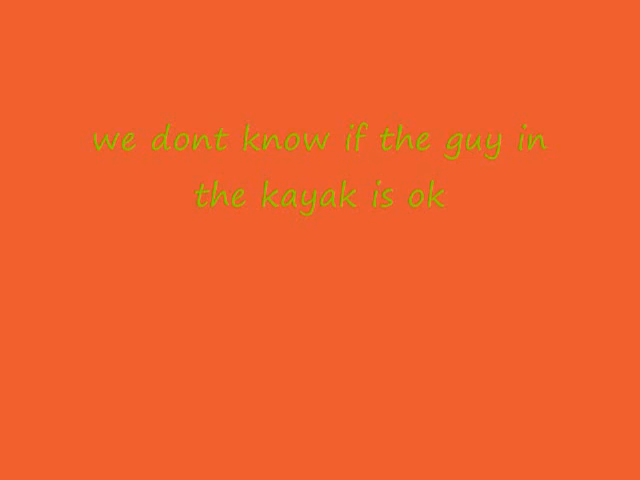 we dont know if the guy in
the kayak is ok